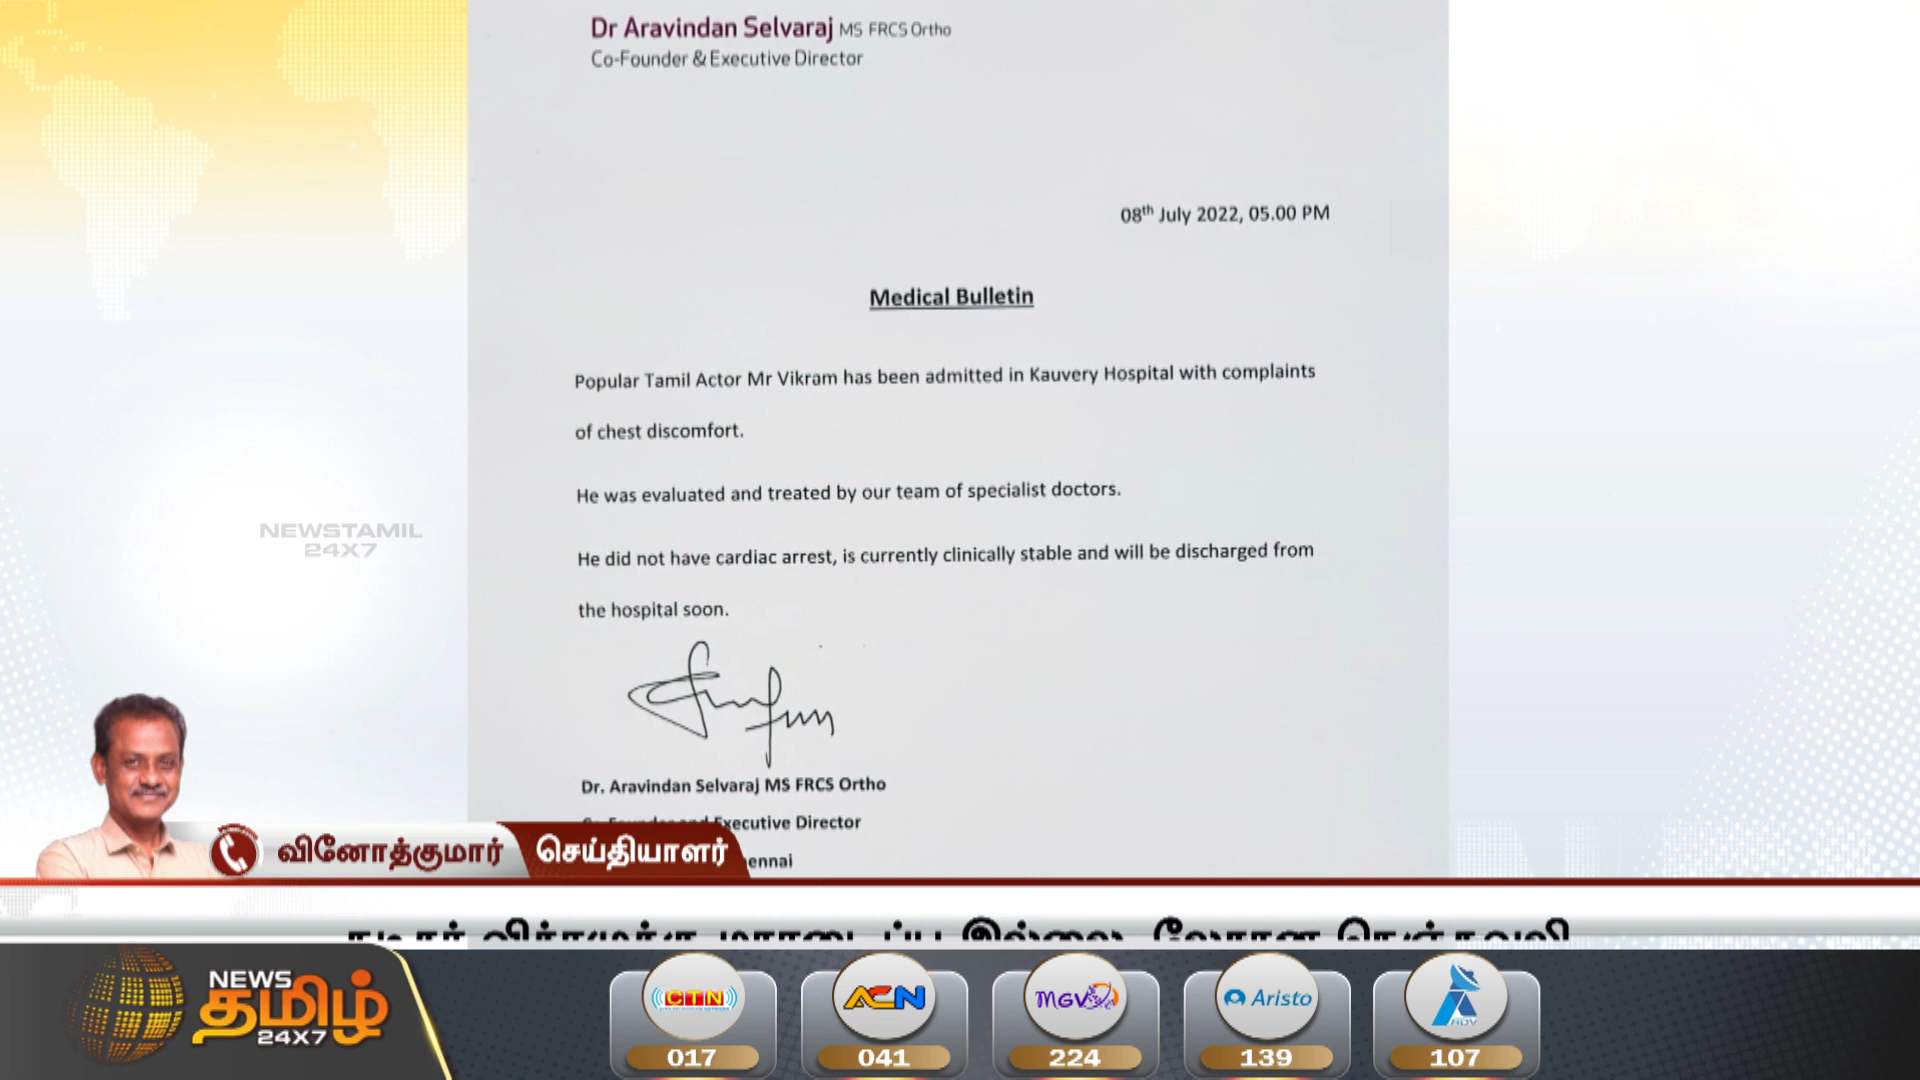 Dr Aravindan Selvaraj MS FRCS Ortho
Co-Founder & Executive Director
08th July 2022, 05.00 PM
Medical Bulletin
Popular Tamil Actor Mr Vikram has been admitted in Kauvery Hospital with complaints
of chest discomfort.
He was evaluated and treated by our team of specialist doctors.
He did not have cardiac arrest, is currently clinically stable and will be discharged from
the hospital soon.
Dr. Aravindan Selvaraj MS FRCS Ortho
Executive Director
NEWSTAMIL
24X7
வினோத்குமார் செய்தியாளர்
NEWS
தமிழ்
24X7
CTN
017
ACN
041
MGV
224
Aristo
139
HDV
107